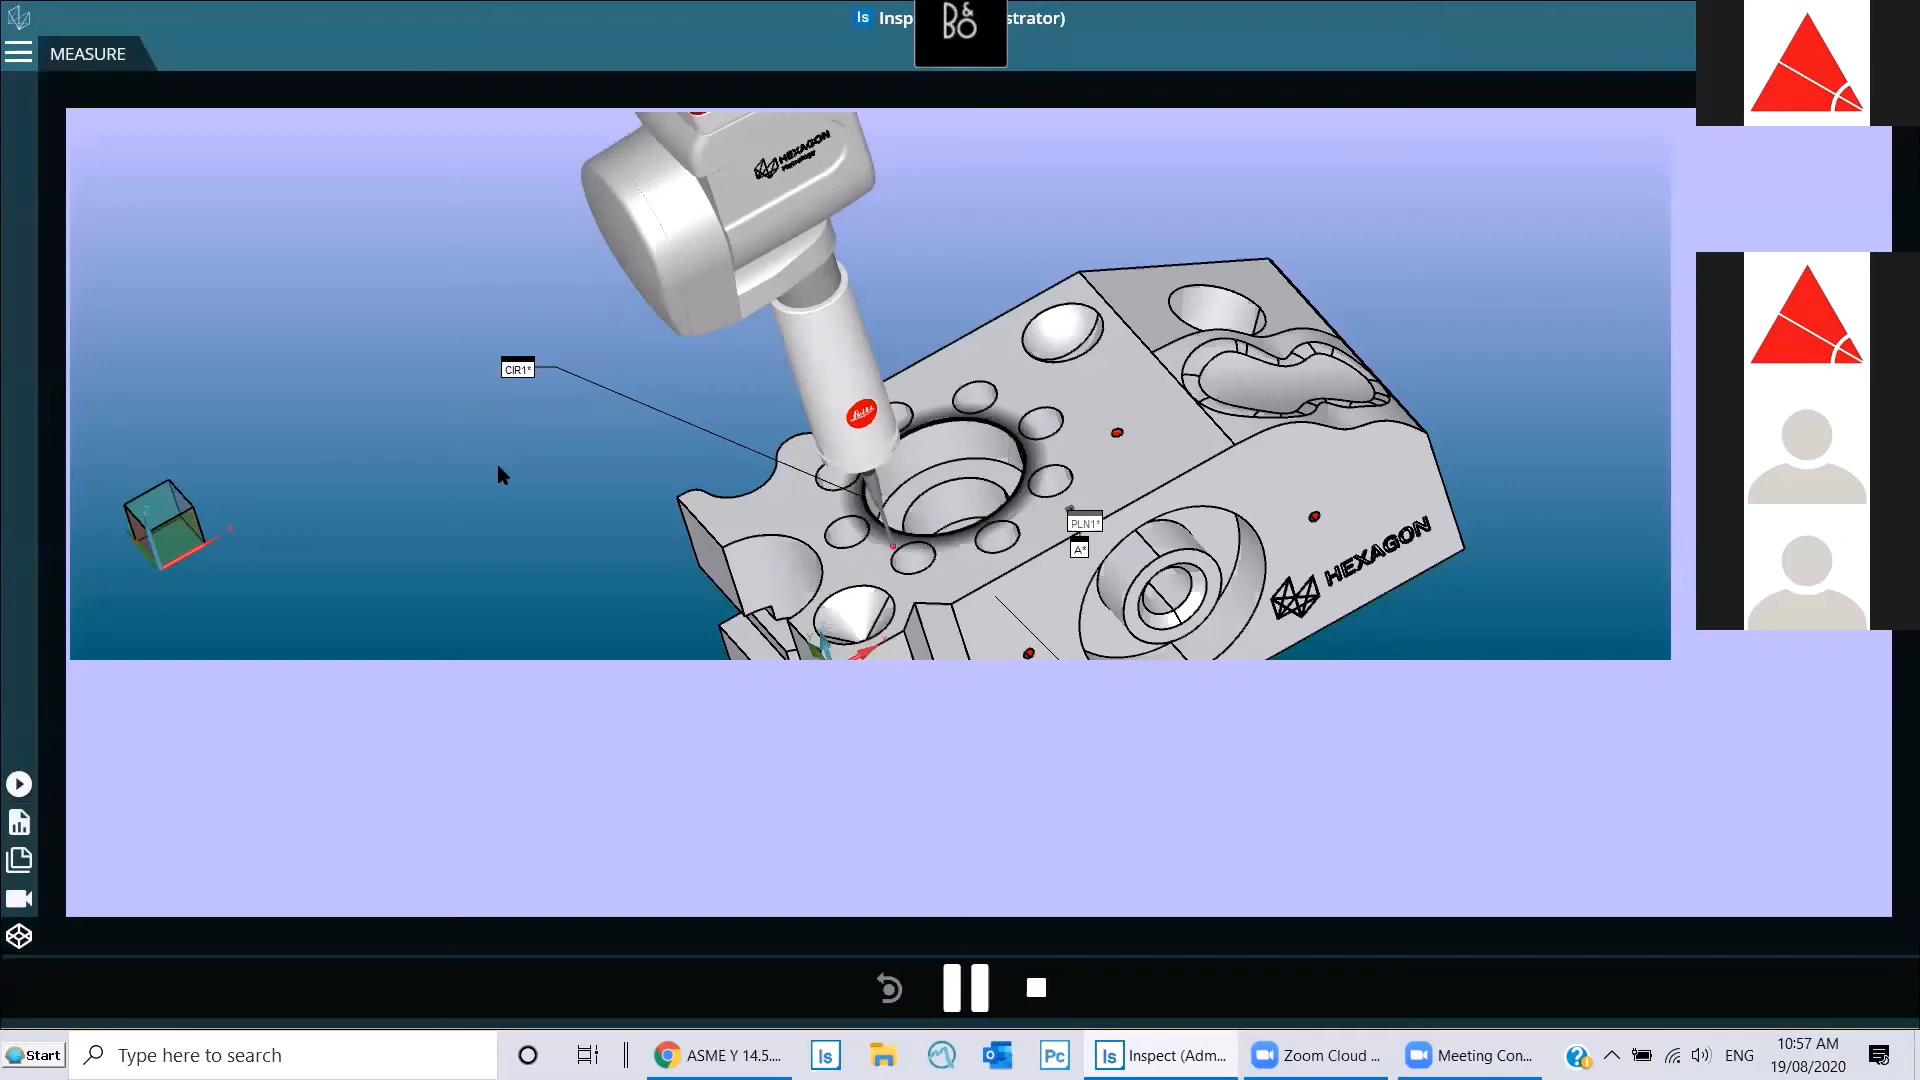 Is Insp
strator)
B&O
MEASURE
HEXAGON
Leica
CIR1*
PLN1*
A*
HEXAGON
Z
X
Start
Type here to search
ASME Y 14.5....
Is
Pc
Is
Inspect (Adm...
Zoom Cloud ...
Meeting Con...
ENG
10:57 AM
19/08/2020